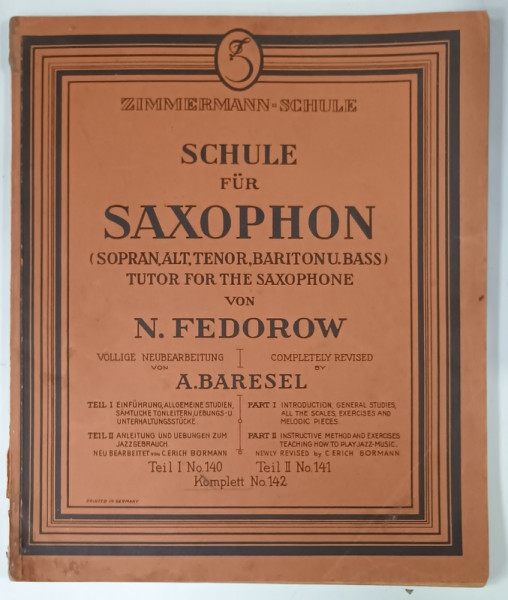 Z
ZIMMERMANN-SCHULE
SCHULE
FÜR
SAXOPHON
(SOPRAN, ALT, TENOR, BARITON U. BASS)
TUTOR FOR THE SAXOPHONE
VON
N. FEDOROW
VÖLLIGE NEUBEARBEITUNG
VON
COMPLETELY REVISED
BY
A. BARESEL
TEIL I EINFÜHRUNG, ALLGEMEINE STUDIEN,
SÄMTLICHE TONLEITERN, UEBUNGS-U.
UNTERHALTUNGSSTÜCKE.
PART I INTRODUCTION, GENERAL STUDIES,
ALL THE SCALES, EXERCISES AND
MELODIC PIECES.
TEIL II ANLEITUNG UND UEBUNGEN ZUM
JAZZGEBRAUCH
NEU BEARBEITET VON C. ERICH BORMANN
PART II INSTRUCTIVE METHOD AND EXERCISES
TEACHING HOW TO PLAY JAZZ-MUSIC.
NEWLY REVISED by C. ERICH BORMANN
Teil I No. 140
Teil II No. 141
Komplett No. 142
PRINTED IN GERMANY